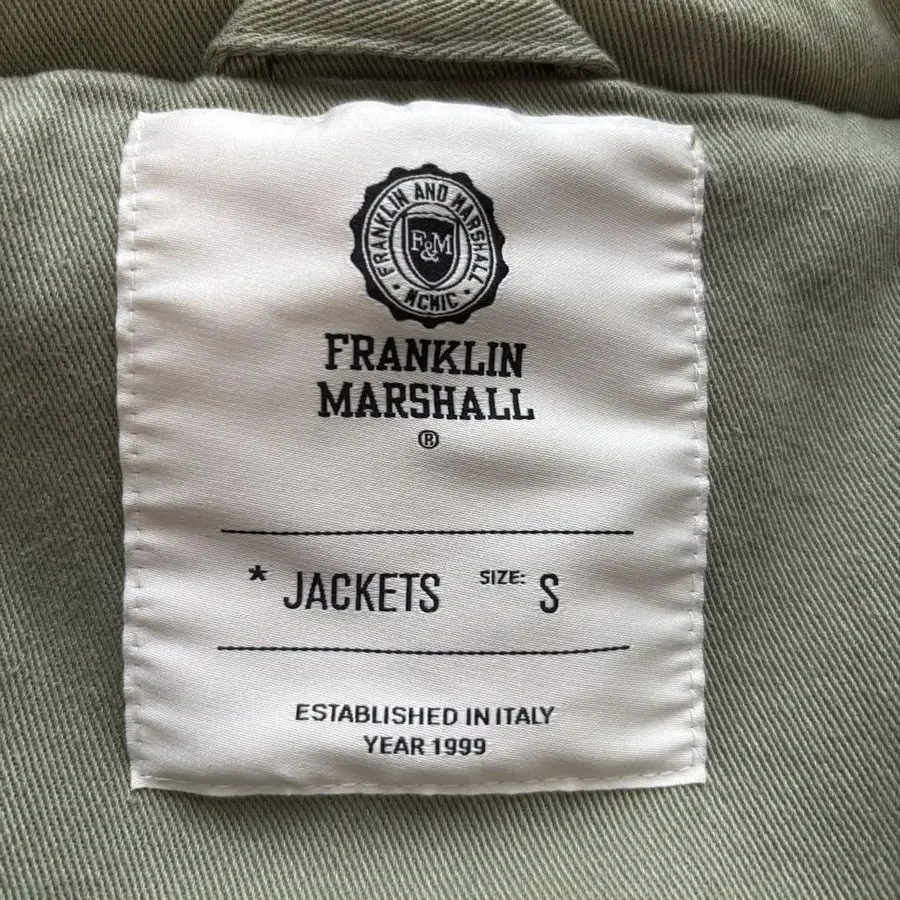 FRANKLIN AND MARSHALL
F&M
MCMIC
FRANKLIN
MARSHALL
®
* JACKETS SIZE: S
ESTABLISHED IN ITALY
YEAR 1999